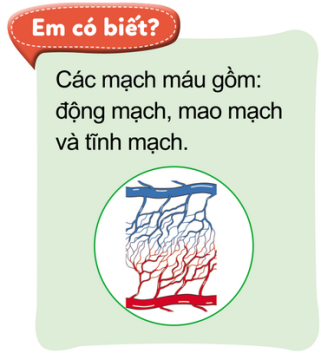 Em có biết?
Các mạch máu gồm:
động mạch, mao mạch
và tĩnh mạch.